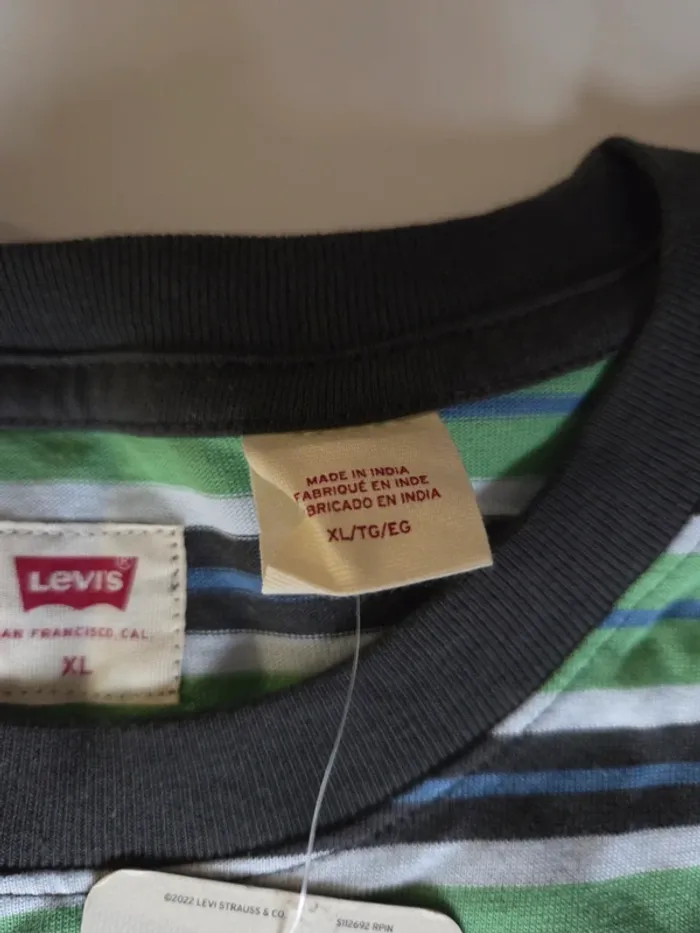 MADE IN INDIA
FABRIQUÉ EN INDE
BRICADO EN INDIA
XL/TG/EG
LEVI'S®
AN FRANCISCO, CAL
XL
©2022 LEVI STRAUSS & CO.
S112692 RPIN